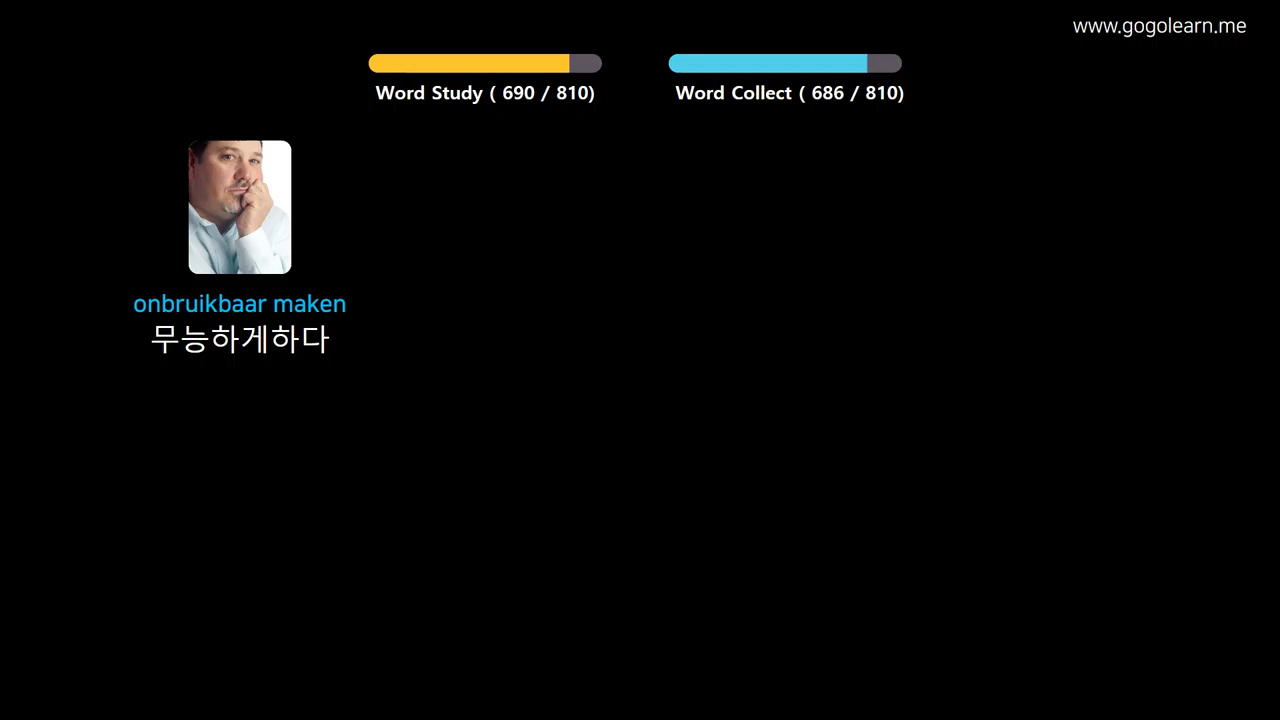 www.gogolearn.me
Word Study ( 690 / 810)
Word Collect ( 686 / 810)
onbruikbaar maken
무능하게하다